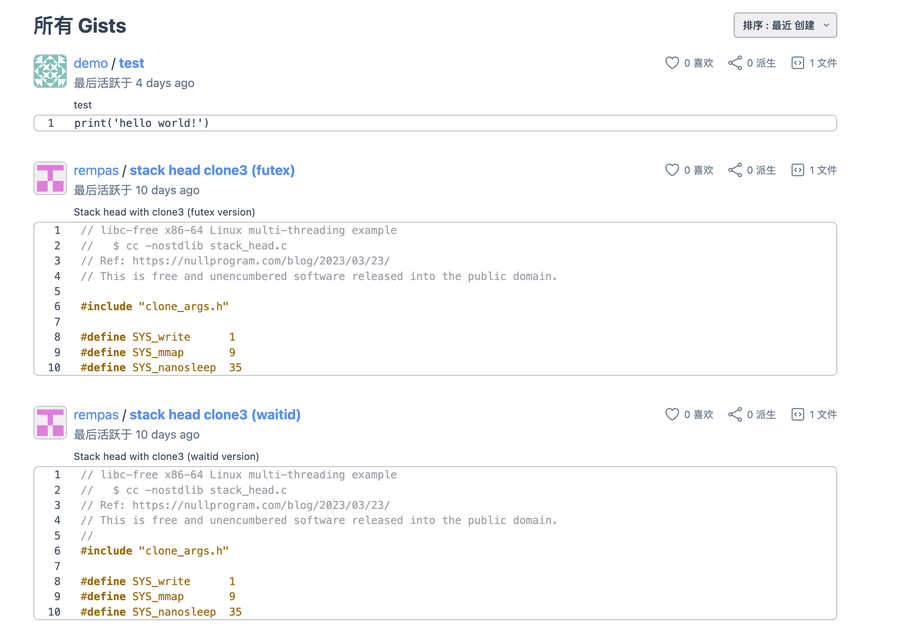 所有 Gists
排序 : 最近 创建
demo / test
0 喜欢 0 派生 1 文件
最后活跃于 4 days ago
test
1 print('hello world!')
rempas / stack head clone3 (futex)
0 喜欢 0 派生 1 文件
最后活跃于 10 days ago
Stack head with clone3 (futex version)
1 // libc-free x86-64 Linux multi-threading example
2 //   $ cc -nostdlib stack_head.c
3 // Ref: https://nullprogram.com/blog/2023/03/23/
4 // This is free and unencumbered software released into the public domain.
5
6 #include "clone_args.h"
7
8 #define SYS_write      1
9 #define SYS_mmap       9
10 #define SYS_nanosleep  35
rempas / stack head clone3 (waitid)
0 喜欢 0 派生 1 文件
最后活跃于 10 days ago
Stack head with clone3 (waitid version)
1 // libc-free x86-64 Linux multi-threading example
2 //   $ cc -nostdlib stack_head.c
3 // Ref: https://nullprogram.com/blog/2023/03/23/
4 // This is free and unencumbered software released into the public domain.
5 //
6 #include "clone_args.h"
7
8 #define SYS_write      1
9 #define SYS_mmap       9
10 #define SYS_nanosleep  35